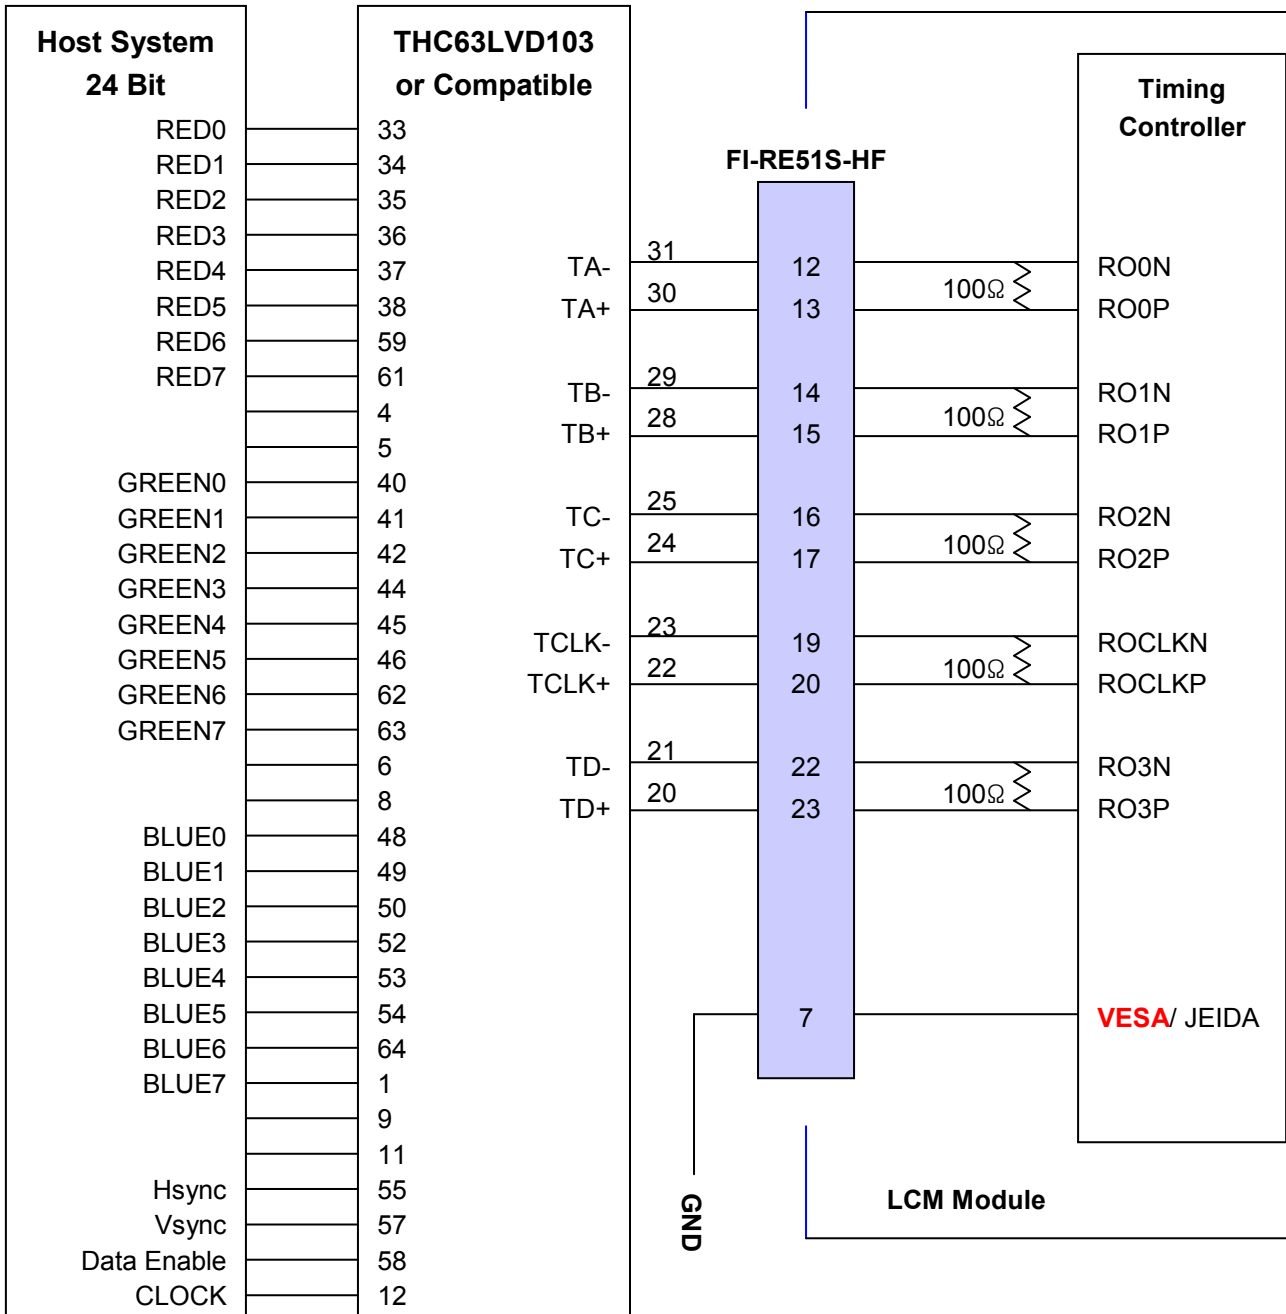 Host System
24 Bit
RED0
RED1
RED2
RED3
RED4
RED5
RED6
RED7
GREEN0
GREEN1
GREEN2
GREEN3
GREEN4
GREEN5
GREEN6
GREEN7
BLUE0
BLUE1
BLUE2
BLUE3
BLUE4
BLUE5
BLUE6
BLUE7
Hsync
Vsync
Data Enable
CLOCK
THC63LVD103
or Compatible
33
34
35
36
37
38
59
61
4
5
40
41
42
44
45
46
62
63
6
8
48
49
50
52
53
54
64
1
9
11
55
57
58
12
TA-
TA+
TB-
TB+
TC-
TC+
TCLK-
TCLK+
TD-
TD+
31
30
29
28
25
24
23
22
21
20
GND
FI-RE51S-HF
12
13
14
15
16
17
19
20
22
23
7
100Ω
100Ω
100Ω
100Ω
100Ω
Timing
Controller
RO0N
RO0P
RO1N
RO1P
RO2N
RO2P
ROCLKN
ROCLKP
RO3N
RO3P
VESA/ JEIDA
LCM Module